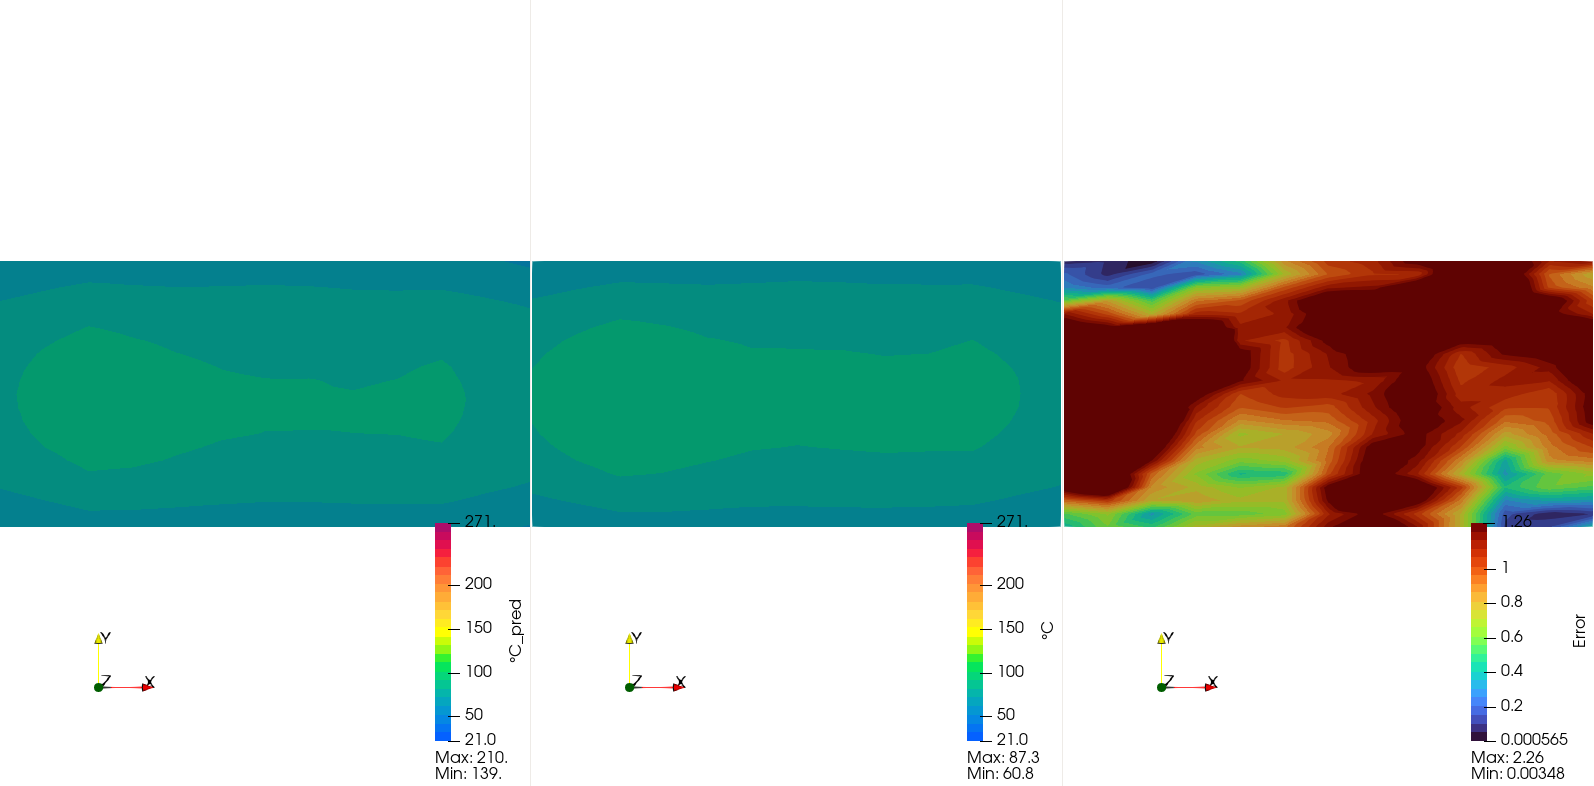 271.
200
150
100
50
21.0
°C_pred
Max: 210.
Min: 139.
Y
Z
X
271.
200
150
100
50
21.0
°C
Max: 87.3
Min: 60.8
Y
Z
X
1.26
1
0.8
0.6
0.4
0.2
0.000565
Error
Max: 2.26
Min: 0.00348
Y
Z
X